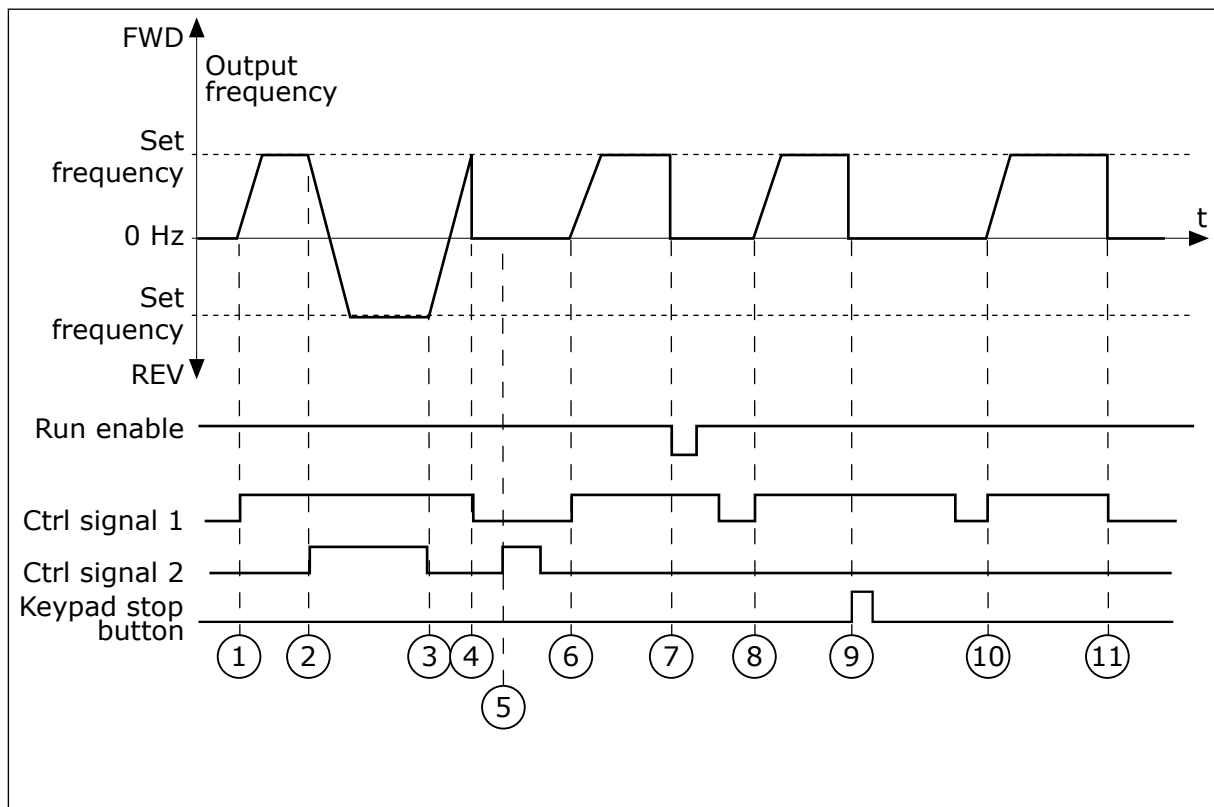 FWD
Output
frequency
Set
frequency
0 Hz
t
Set
frequency
REV
Run enable
Ctrl signal 1
Ctrl signal 2
Keypad stop
button
1 2 3 4 6 7 8 9 10 11
5